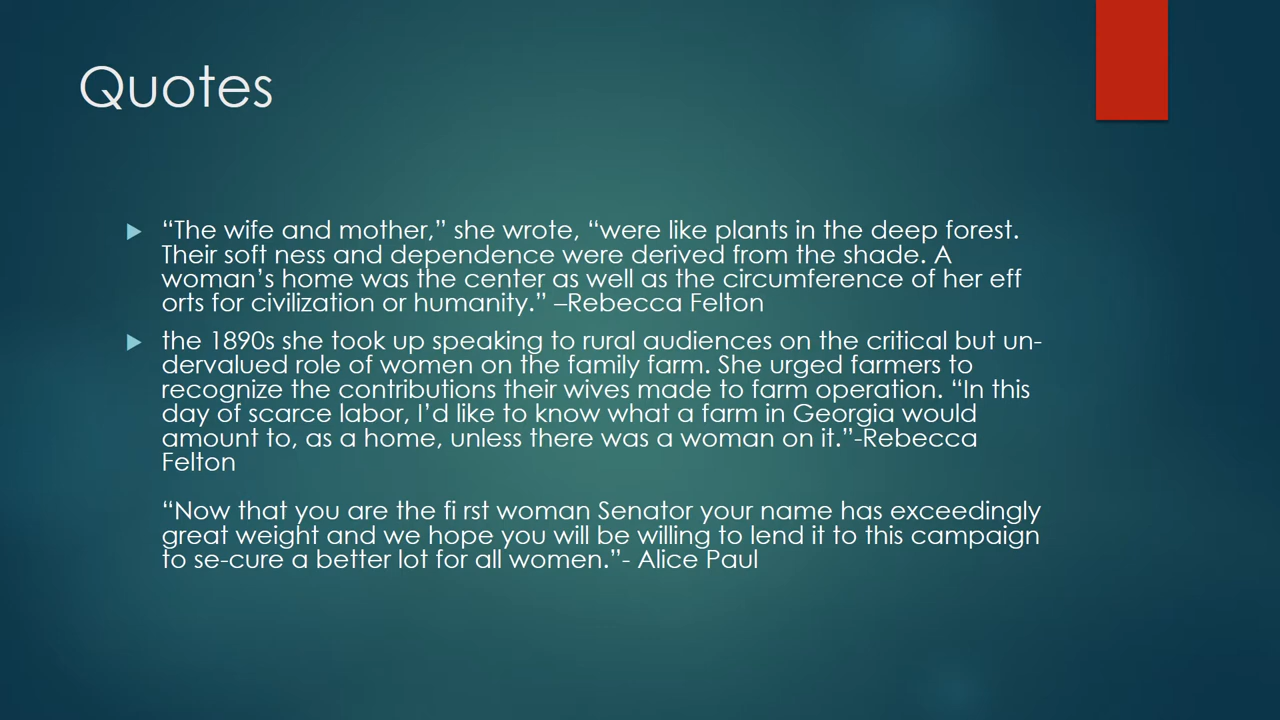 Quotes
“The wife and mother,” she wrote, “were like plants in the deep forest.
Their soft ness and dependence were derived from the shade. A
woman’s home was the center as well as the circumference of her eff
orts for civilization or humanity.” –Rebecca Felton
the 1890s she took up speaking to rural audiences on the critical but un-
dervalued role of women on the family farm. She urged farmers to
recognize the contributions their wives made to farm operation. “In this
day of scarce labor, I’d like to know what a farm in Georgia would
amount to, as a home, unless there was a woman on it.”-Rebecca
Felton
“Now that you are the fi rst woman Senator your name has exceedingly
great weight and we hope you will be willing to lend it to this campaign
to se-cure a better lot for all women.”- Alice Paul